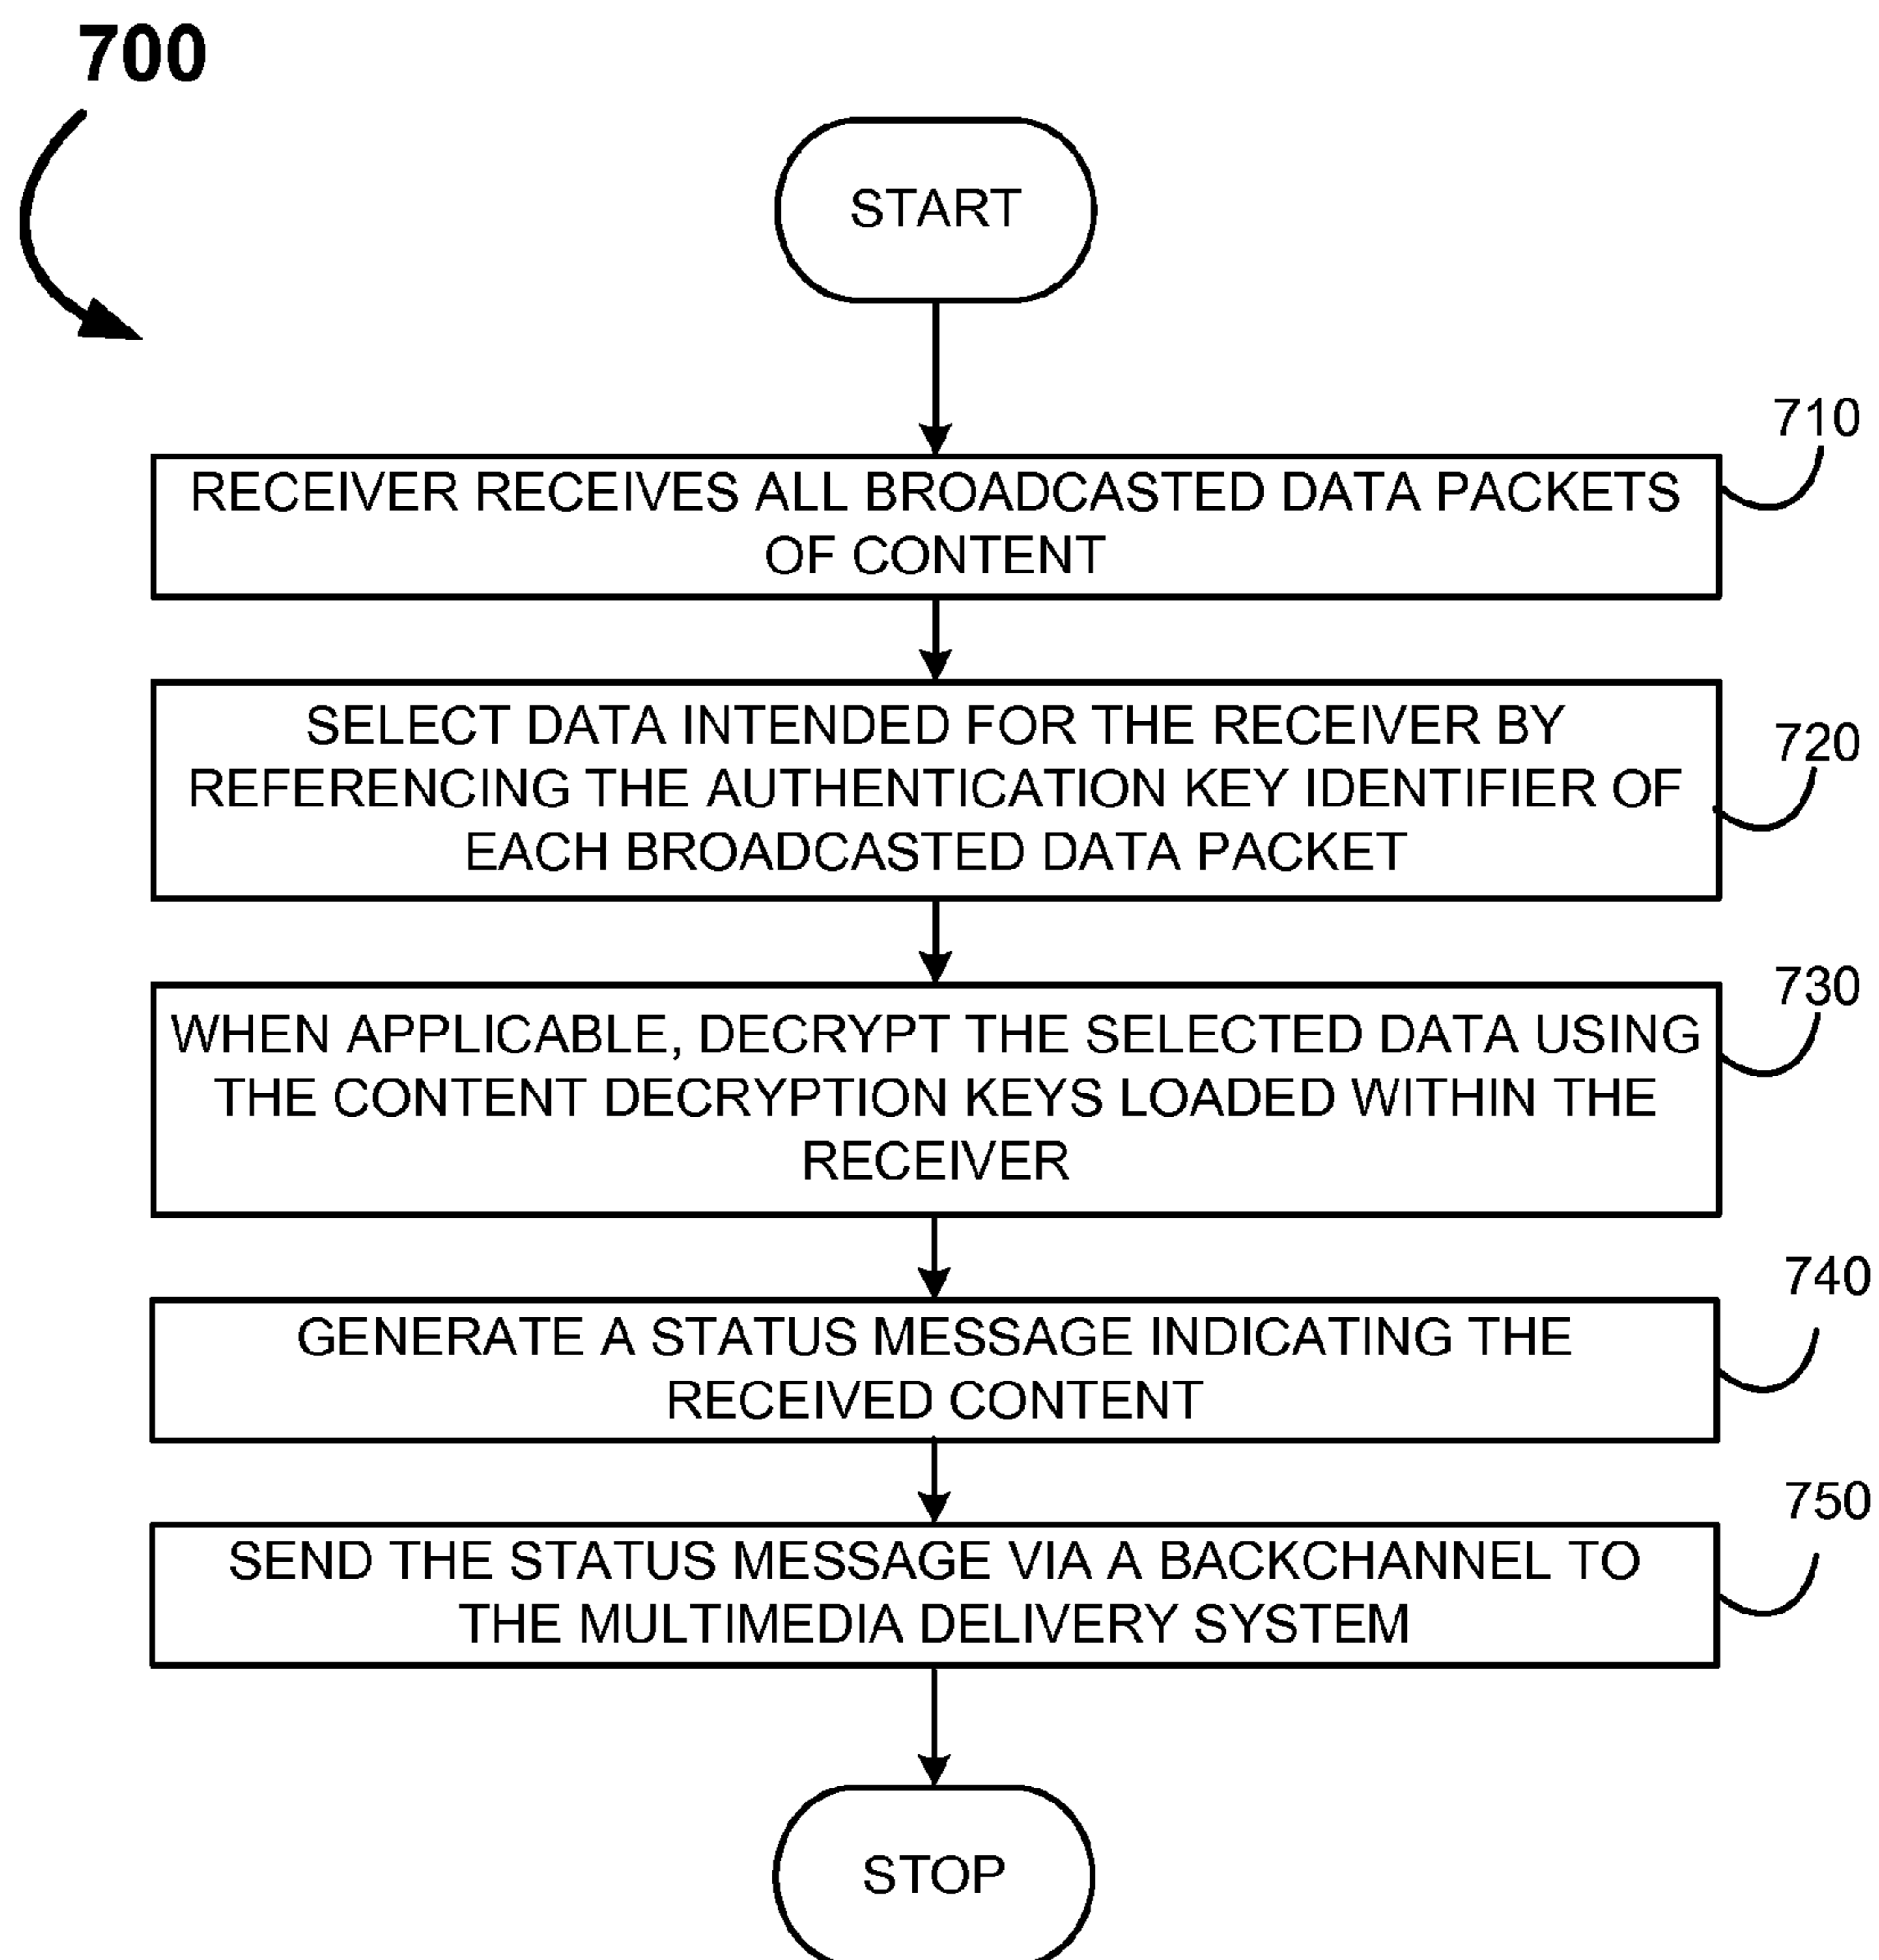 700
START
710
RECEIVER RECEIVES ALL BROADCASTED DATA PACKETS
OF CONTENT
720
SELECT DATA INTENDED FOR THE RECEIVER BY
REFERENCING THE AUTHENTICATION KEY IDENTIFIER OF
EACH BROADCASTED DATA PACKET
730
WHEN APPLICABLE, DECRYPT THE SELECTED DATA USING
THE CONTENT DECRYPTION KEYS LOADED WITHIN THE
RECEIVER
740
GENERATE A STATUS MESSAGE INDICATING THE
RECEIVED CONTENT
750
SEND THE STATUS MESSAGE VIA A BACKCHANNEL TO
THE MULTIMEDIA DELIVERY SYSTEM
STOP